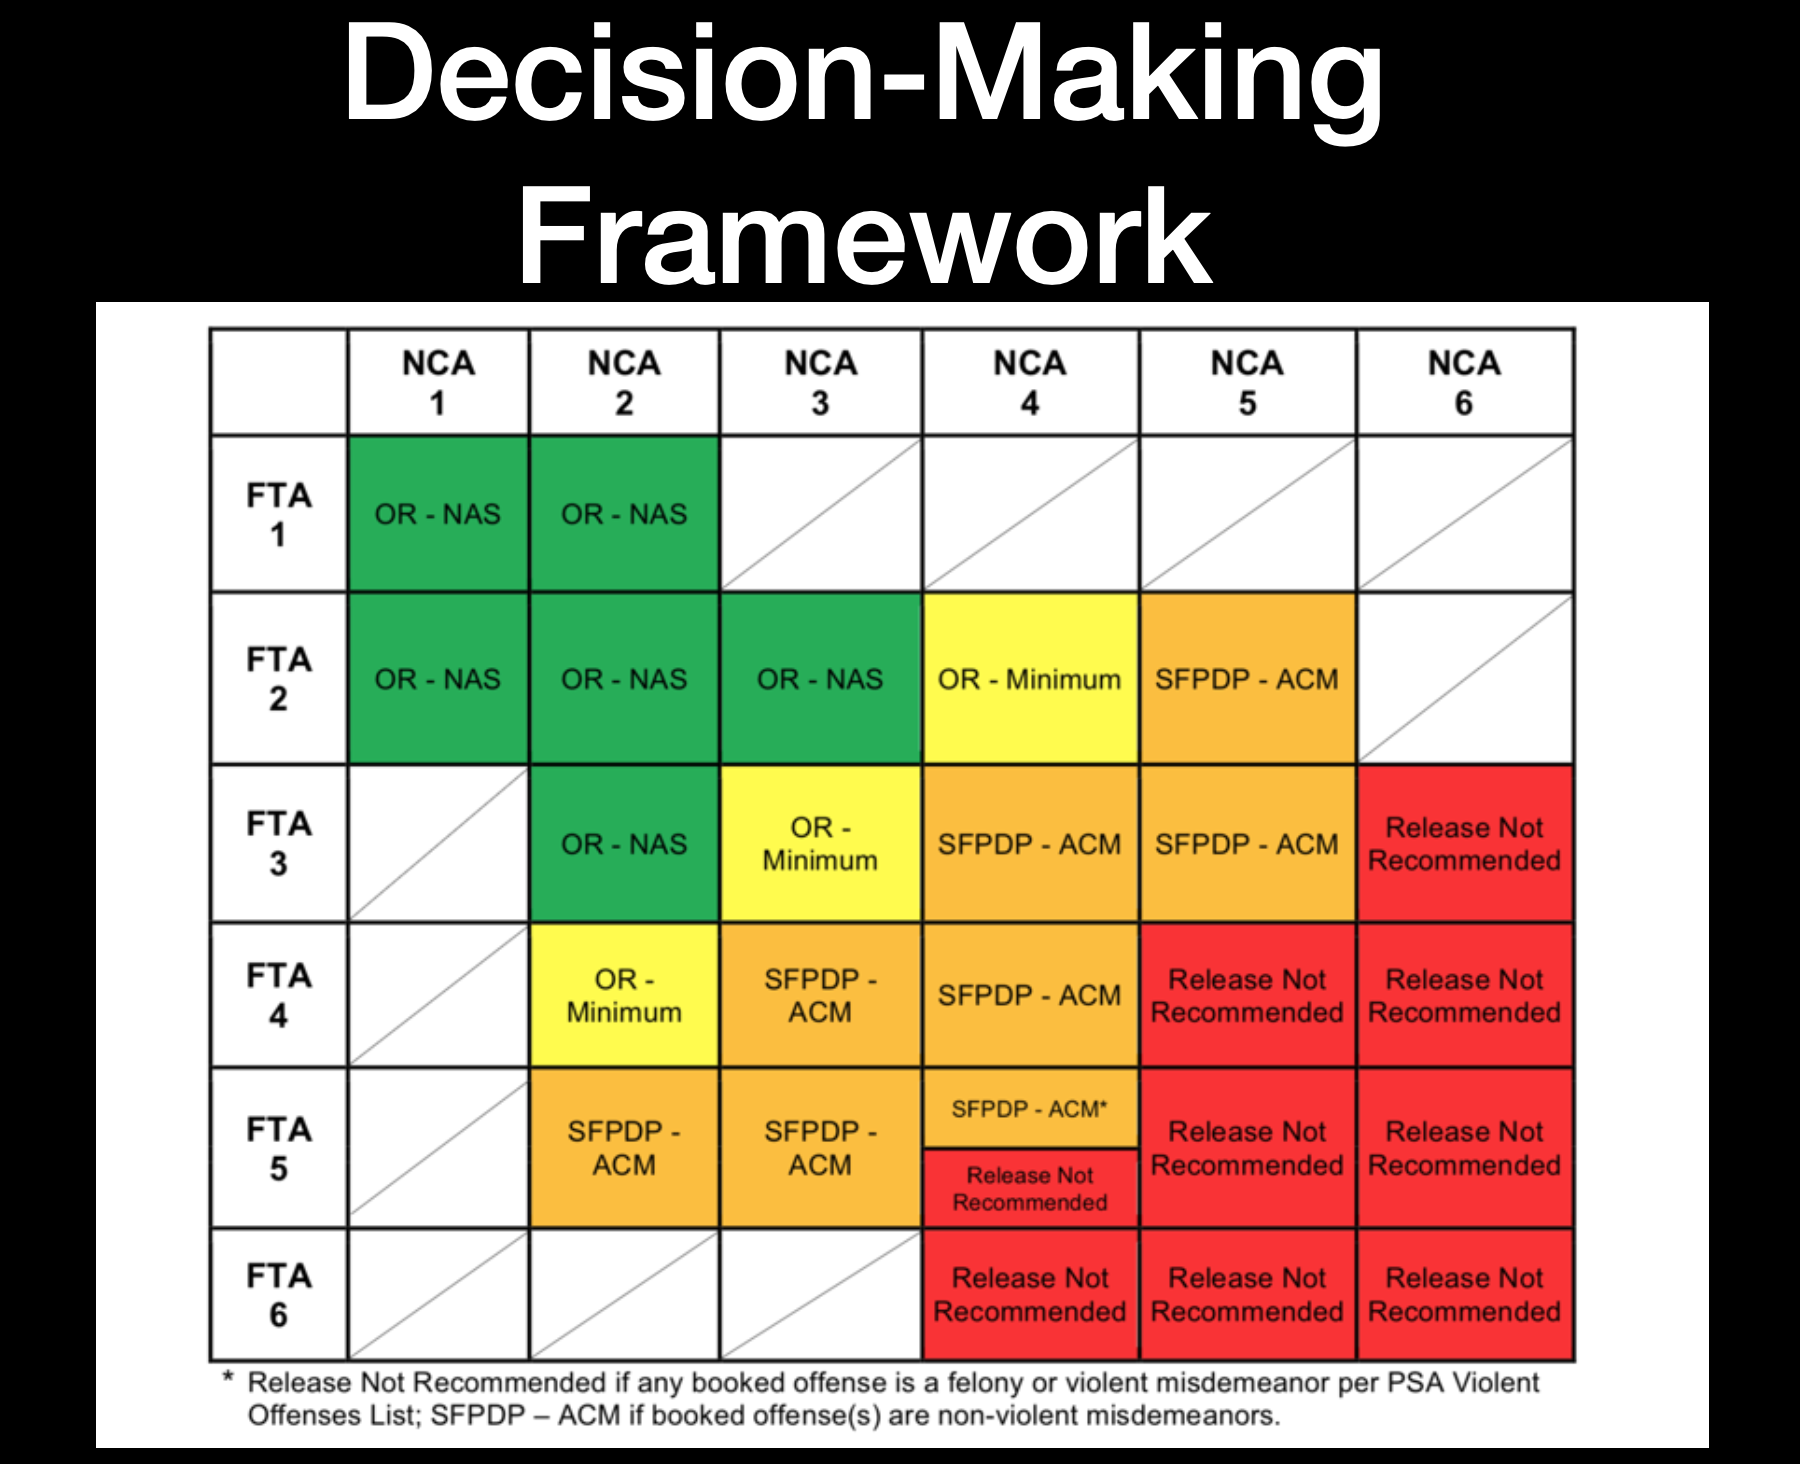 Decision-Making
Framework
NCA
1
NCA
2
NCA
3
NCA
4
NCA
5
NCA
6
FTA
1
OR - NAS
OR - NAS
FTA
2
OR - NAS
OR - NAS
OR - NAS
OR - Minimum
SFPDP - ACM
FTA
3
OR - NAS
OR -
Minimum
SFPDP - ACM
SFPDP - ACM
Release Not
Recommended
FTA
4
OR -
Minimum
SFPDP -
ACM
SFPDP - ACM
Release Not
Recommended
Release Not
Recommended
FTA
5
SFPDP -
ACM
SFPDP -
ACM
SFPDP - ACM*
Release Not
Recommended
Release Not
Recommended
Release Not
Recommended
FTA
6
Release Not
Recommended
Release Not
Recommended
Release Not
Recommended
* Release Not Recommended if any booked offense is a felony or violent misdemeanor per PSA Violent
Offenses List; SFPDP – ACM if booked offense(s) are non-violent misdemeanors.